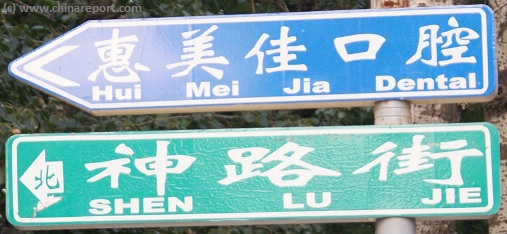 (c) www.chinareport.com
惠美佳口腔
Hui Mei Jia Dental
北 神路街
SHEN LU JIE